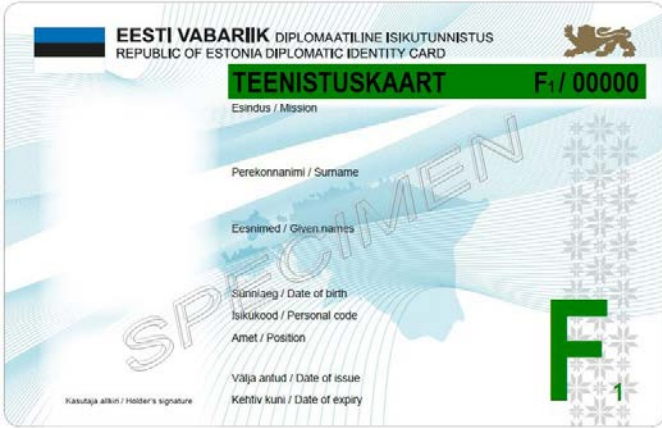 EESTI VABARIIK DIPLOMAATILINE ISIKUTUNNISTUS
REPUBLIC OF ESTONIA DIPLOMATIC IDENTITY CARD
TEENISTUSKAART F1 / 00000
Esindus / Mission
Perekonnanimi / Surname
Eesnimed / Given names
SPECIMEN
Sünniaeg / Date of birth
Isikukood / Personal code
Amet / Position
Välja antud / Date of issue
Kasutaja allkiri / Holder's signature
Kehtiv kuni / Date of expiry
F1